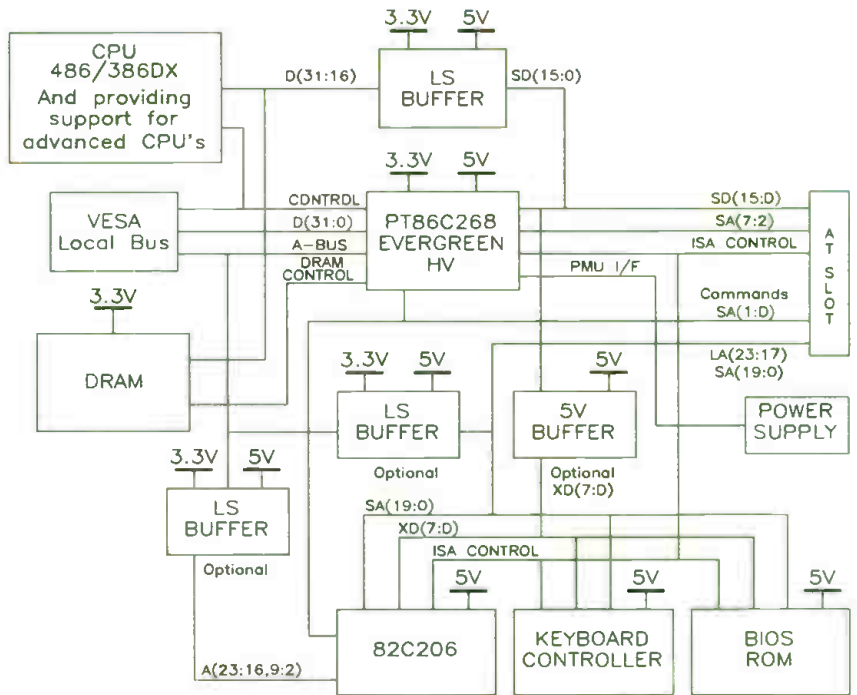 3.3V 5V
CPU
486/386DX
And providing
support for
advanced CPU's
D(31:16)
LS
BUFFER
SD(15:0)
3.3V 5V
VESA
Local Bus
CONTROL
D(31:0)
A-BUS
DRAM
CONTROL
PT86C268
EVERGREEN
HV
SD(15:D)
SA(7:2)
ISA CONTROL
PMU I/F
Commands
SA(1:D)
LA(23:17)
SA(19:0)
AT SLOT
3.3V
DRAM
3.3V 5V
LS
BUFFER
Optional
5V
5V
BUFFER
Optional
XD(7:D)
POWER
SUPPLY
3.3V 5V
LS
BUFFER
Optional
SA(19:0)
XD(7:D)
ISA CONTROL
5V
82C206
5V
KEYBOARD
CONTROLLER
5V
BIOS
ROM
A(23:16,9:2)